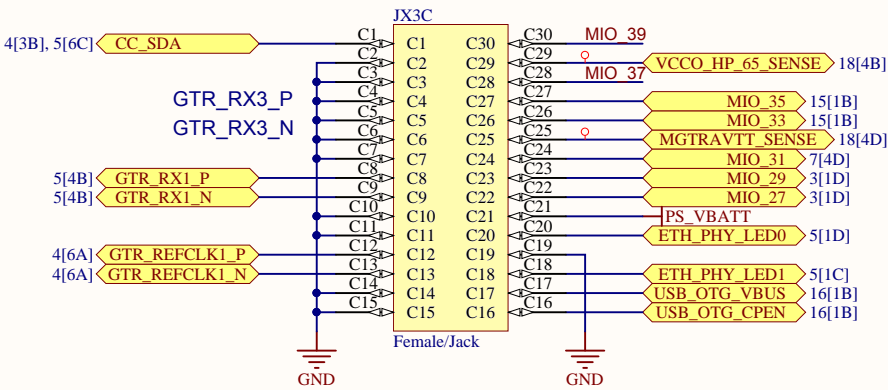 JX3C
4[3B], 5[6C] CC_SDA C1 C1 C30 C30 MIO_39
C2 C2 C29 C29 VCCO_HP_65_SENSE 18[4B]
C3 C3 C28 C28 MIO_37
GTR_RX3_P C4 C4 C27 C27 MIO_35 15[1B]
C5 C5 C26 C26 MIO_33 15[1B]
GTR_RX3_N C6 C6 C25 C25 MGTRAVTT_SENSE 18[4D]
C7 C7 C24 C24 MIO_31 7[4D]
5[4B] GTR_RX1_P C8 C8 C23 C23 MIO_29 3[1D]
5[4B] GTR_RX1_N C9 C9 C22 C22 MIO_27 3[1D]
C10 C10 C21 C21 PS_VBATT
C11 C11 C20 C20 ETH_PHY_LED0 5[1D]
4[6A] GTR_REFCLK1_P C12 C12 C19 C19
4[6A] GTR_REFCLK1_N C13 C13 C18 C18 ETH_PHY_LED1 5[1C]
C14 C14 C17 C17 USB_OTG_VBUS 16[1B]
C15 C15 C16 C16 USB_OTG_CPEN 16[1B]
Female/Jack
GND GND